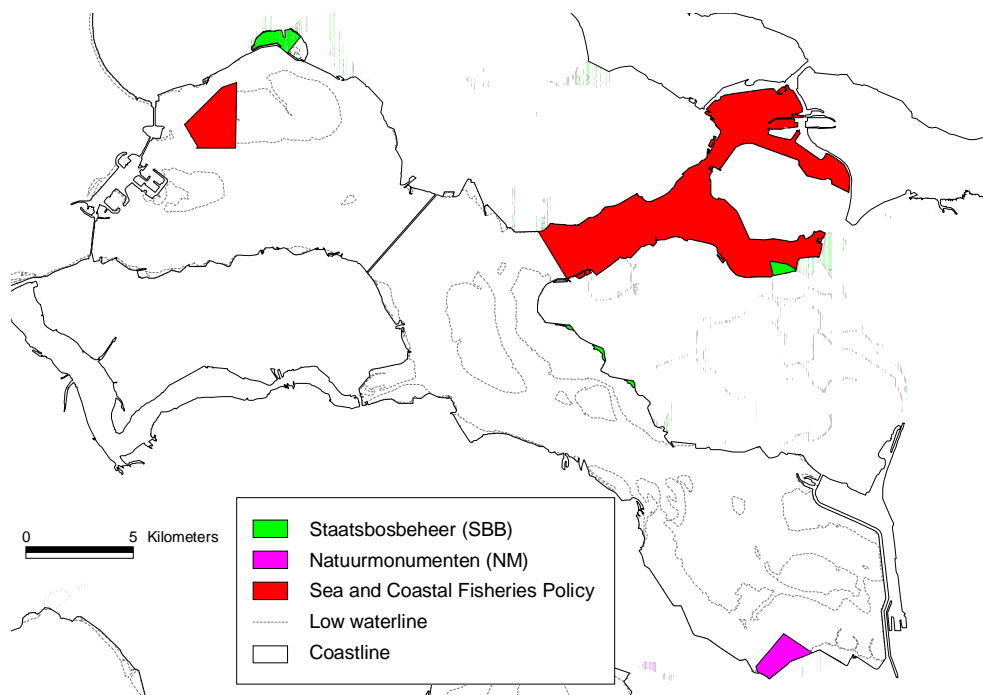 0 5 Kilometers
Staatsbosbeheer (SBB)
Natuurmonumenten (NM)
Sea and Coastal Fisheries Policy
Low waterline
Coastline